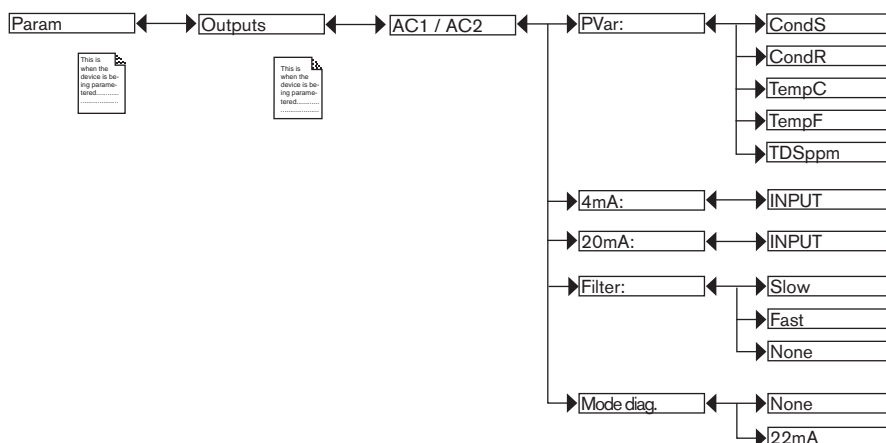 Param Outputs AC1 / AC2 PVar: CondS
CondR
TempC
TempF
TDSppm
This is
when the
device is be-
ing parame-
tered............
...................
This is
when the
device is be-
ing parame-
tered............
...................
4mA: INPUT
20mA: INPUT
Filter: Slow
Fast
None
Mode diag. None
22mA